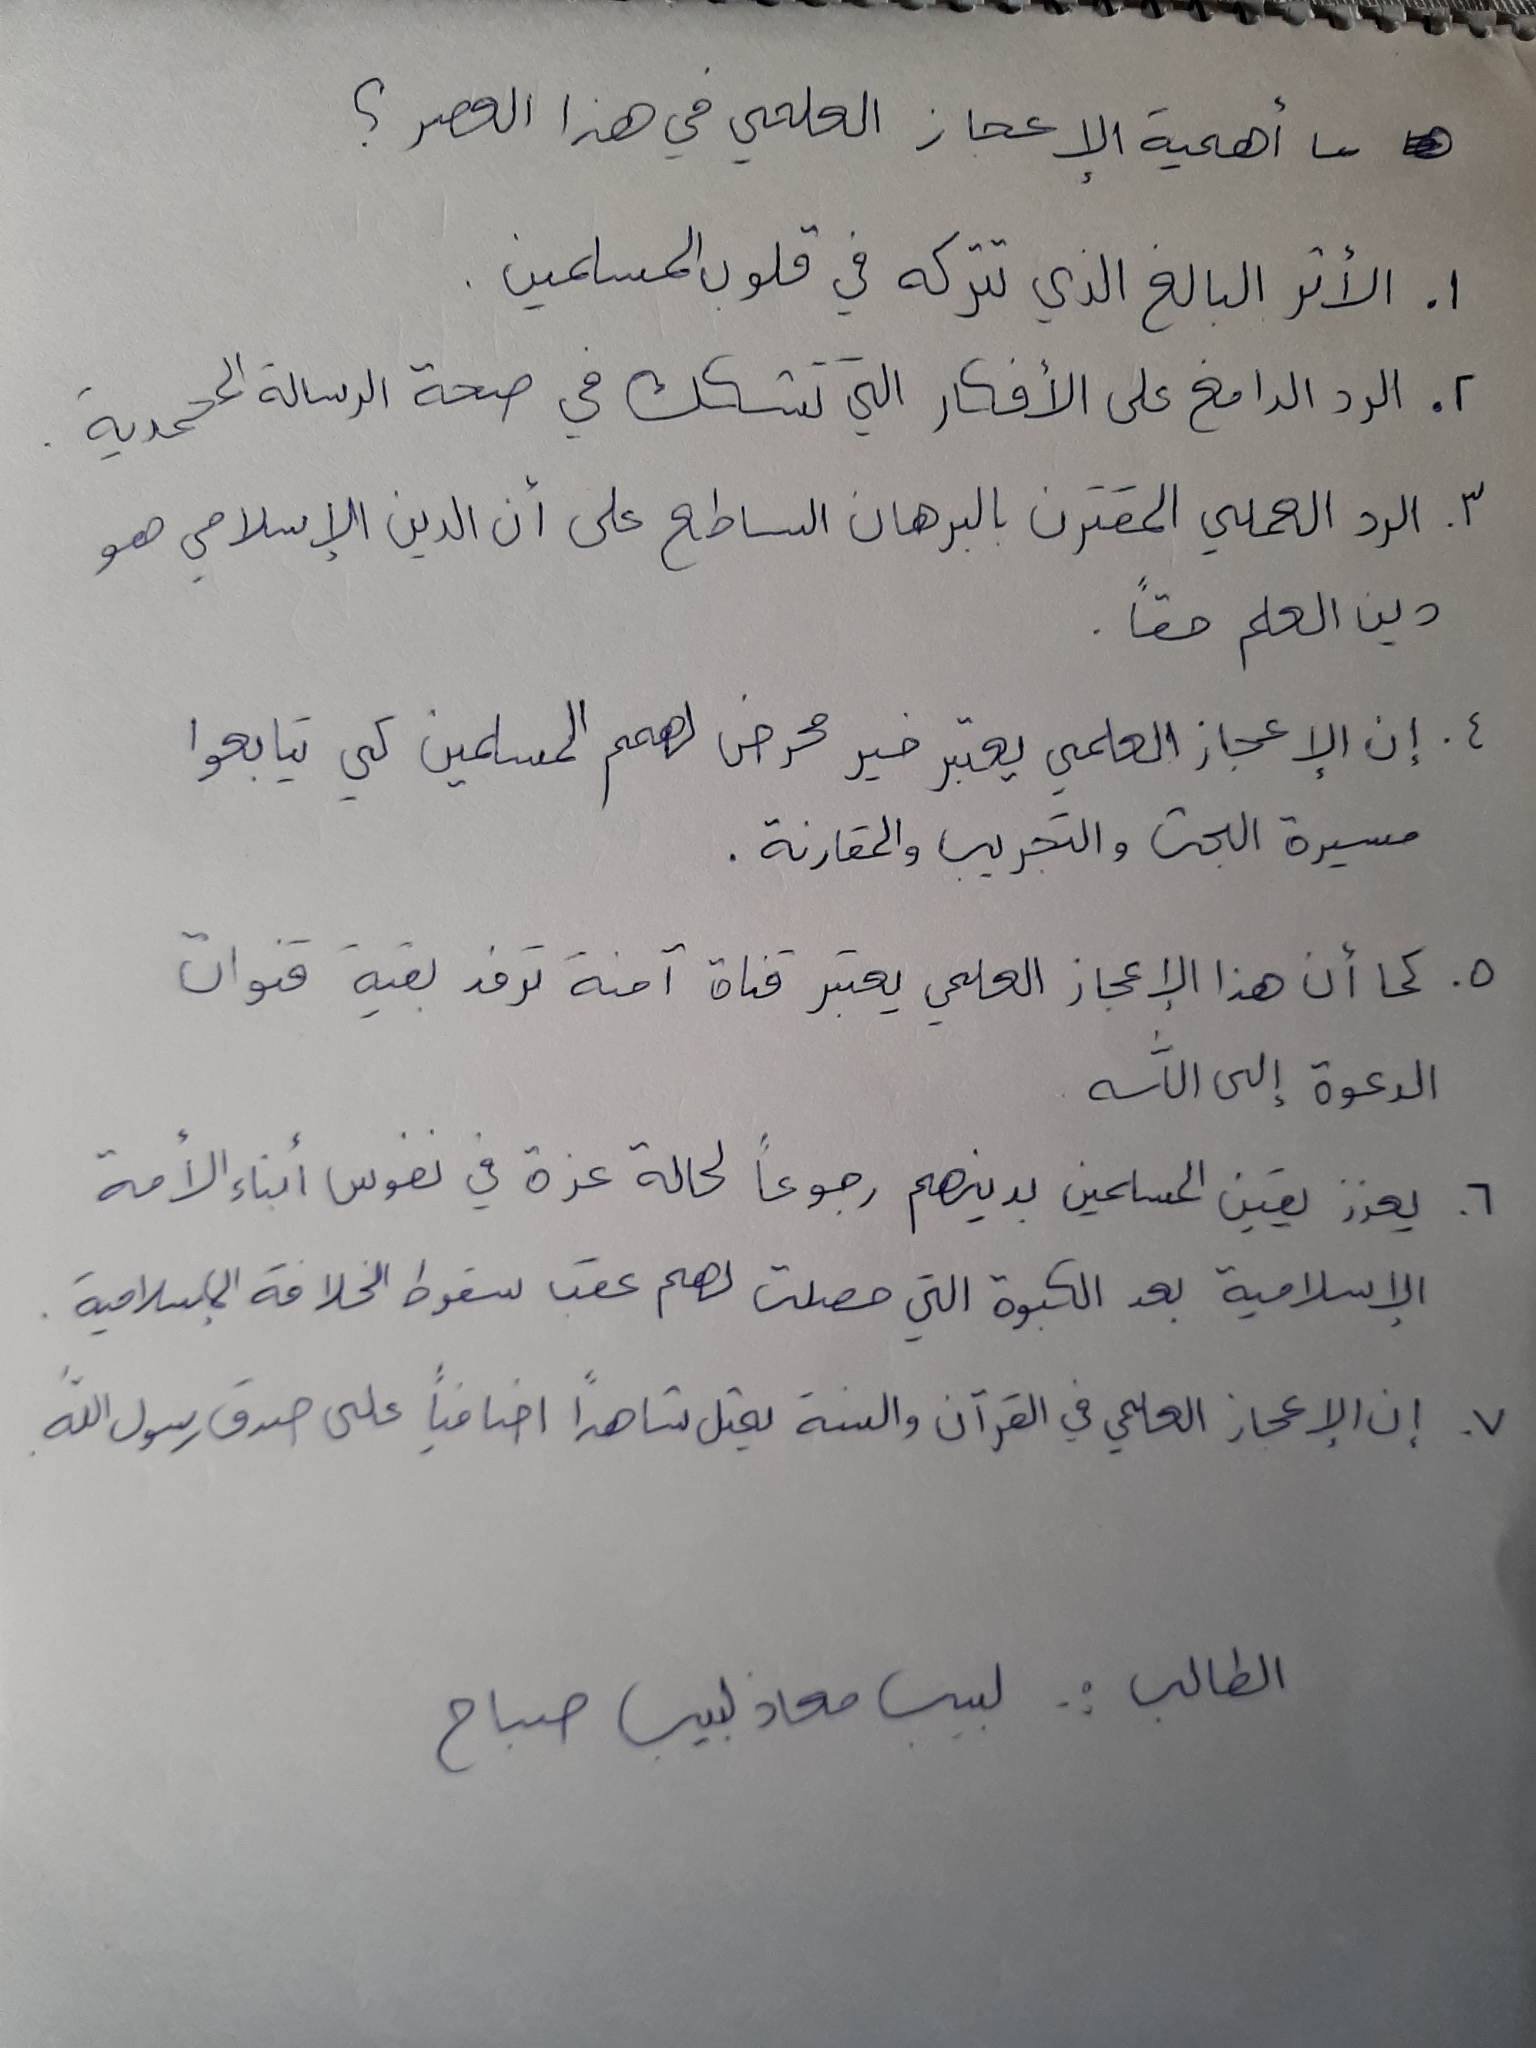 ما أهمية الإعجاز العلمي في هذا العصر ؟
١. الأثر البالغ الذي تتركه في قلوب المسلمين .
٢. الرد الدامغ على الأفكار التي تشكك في صحة الرسالة المحمدية .
٣. الرد العملي المقترن بالبرهان الساطع على أن الدين الإسلامي هو
دين العلم حقاً .
٤. إن الإعجاز العلمي يعتبر خير محرض لهمم المسلمين كي يتابعوا
مسيرة البحث والتجريب والمقارنة .
٥. كما أن هذا الإعجاز العلمي يعتبر قناة آمنة ترفد بقية قنوات
الدعوة إلى الله .
٦. يعزز يقين المسلمين بدينهم رجوعاً لحالة عزة في نفوس أبناء الأمة
الإسلامية بعد الكبوة التي حصلت لهم عقب سقوط الخلافة الإسلامية .
٧. إن الإعجاز العلمي في القرآن والسنة يمثل شاهداً اضافياً على صدق رسول الله .
الطالب :. لبيب معاذ لبيب صباح